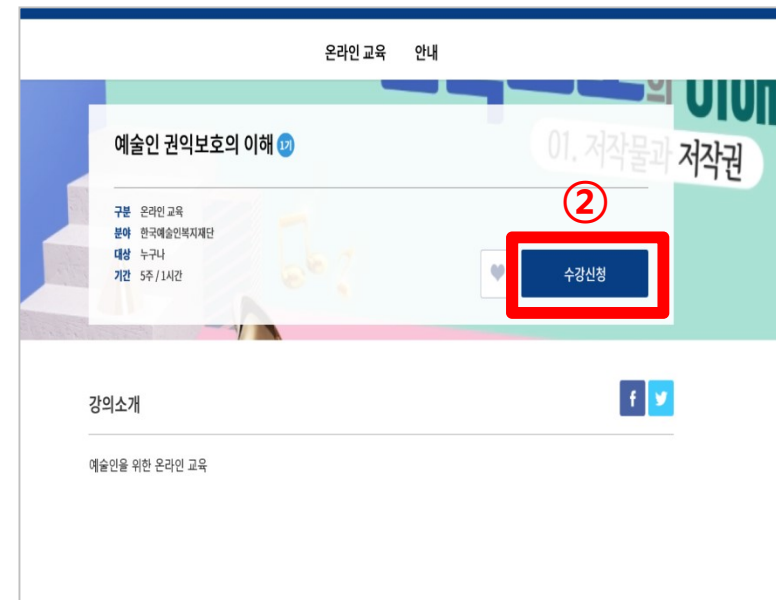 온라인 교육 안내
의 이해
01. 저작물과 저작권
예술인 권익보호의 이해 1기
②
구분 온라인 교육
분야 한국예술인복지재단
대상 누구나
기간 5주 / 1시간
수강신청
강의소개
f
예술인을 위한 온라인 교육